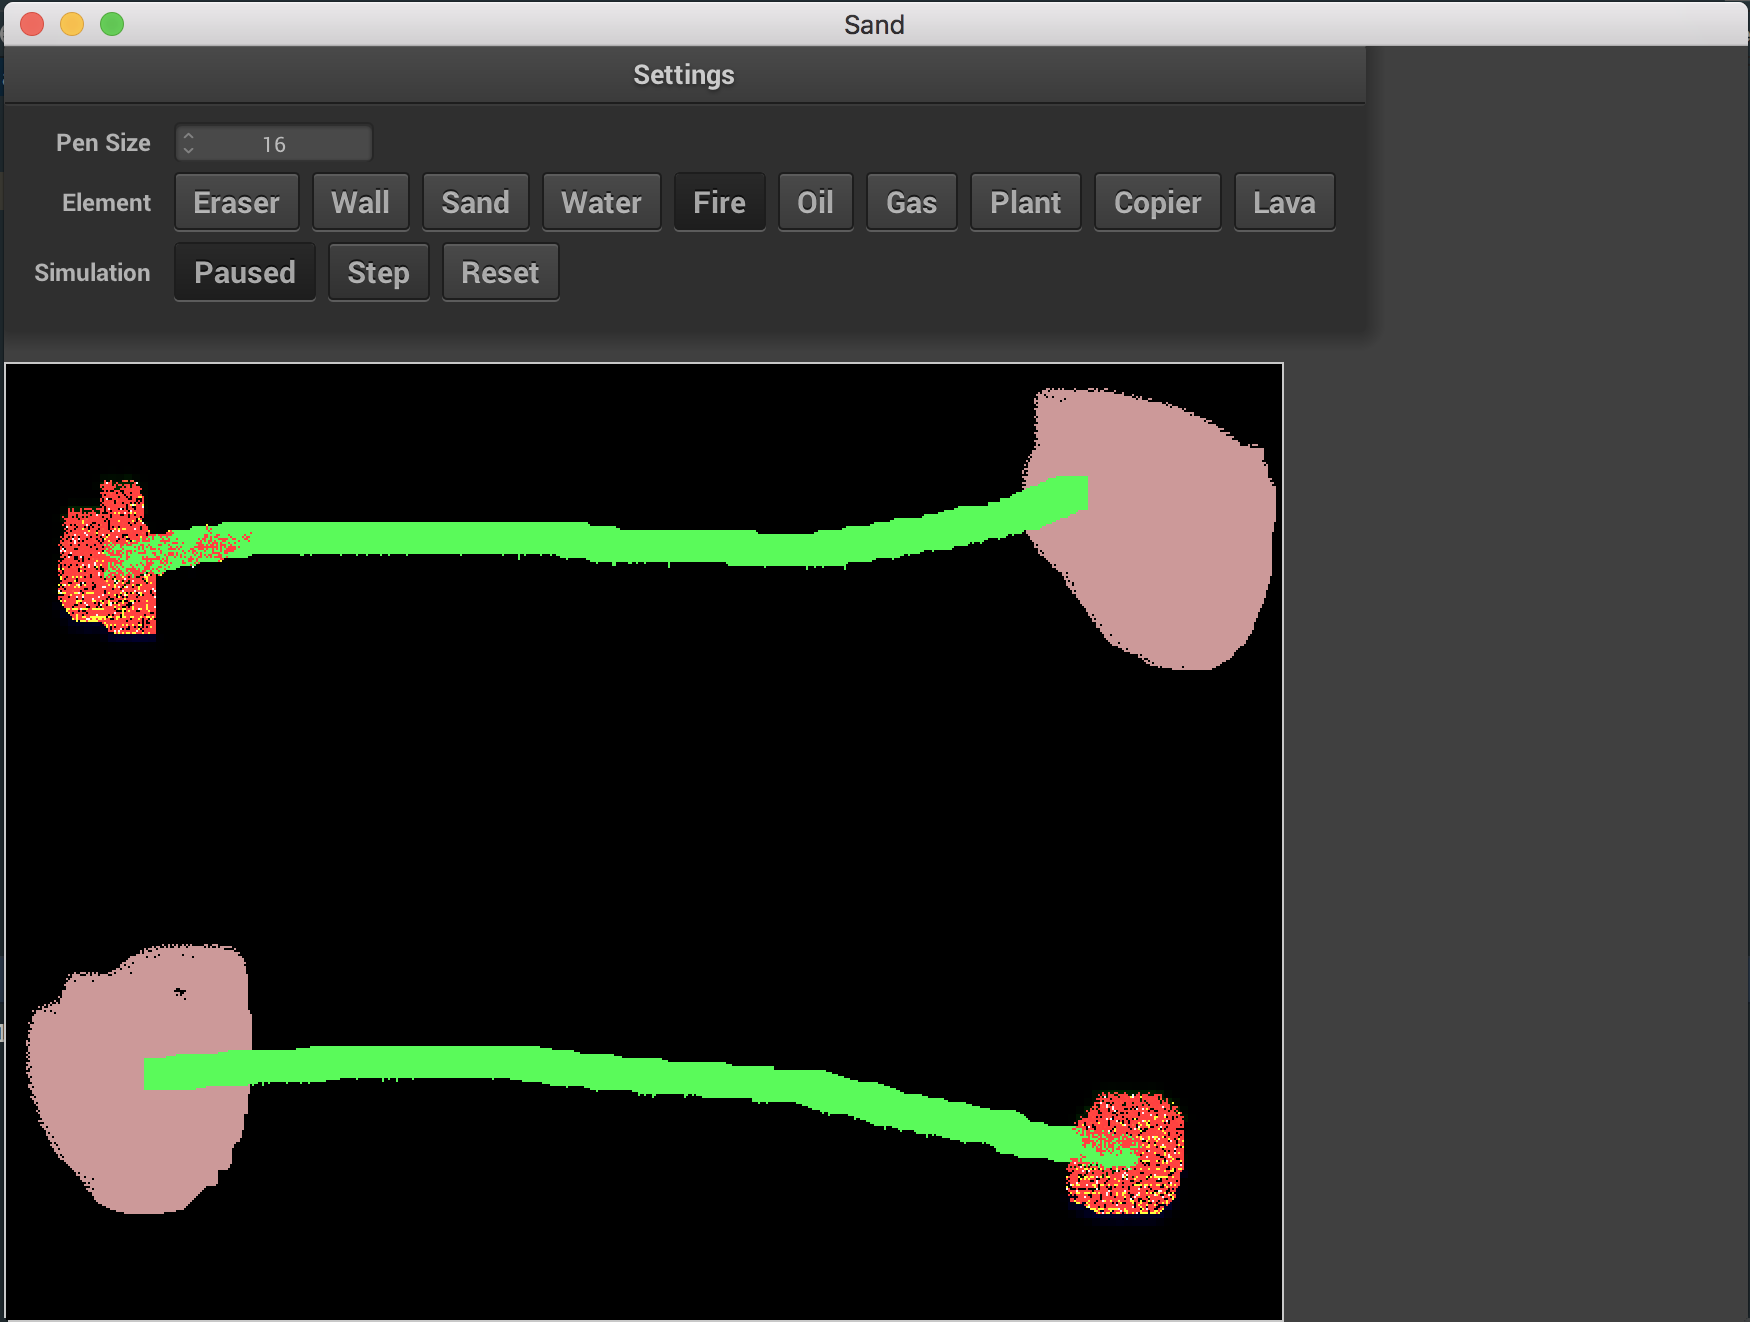 Sand
Settings
Pen Size 16
Element Eraser Wall Sand Water Fire Oil Gas Plant Copier Lava
Simulation Paused Step Reset